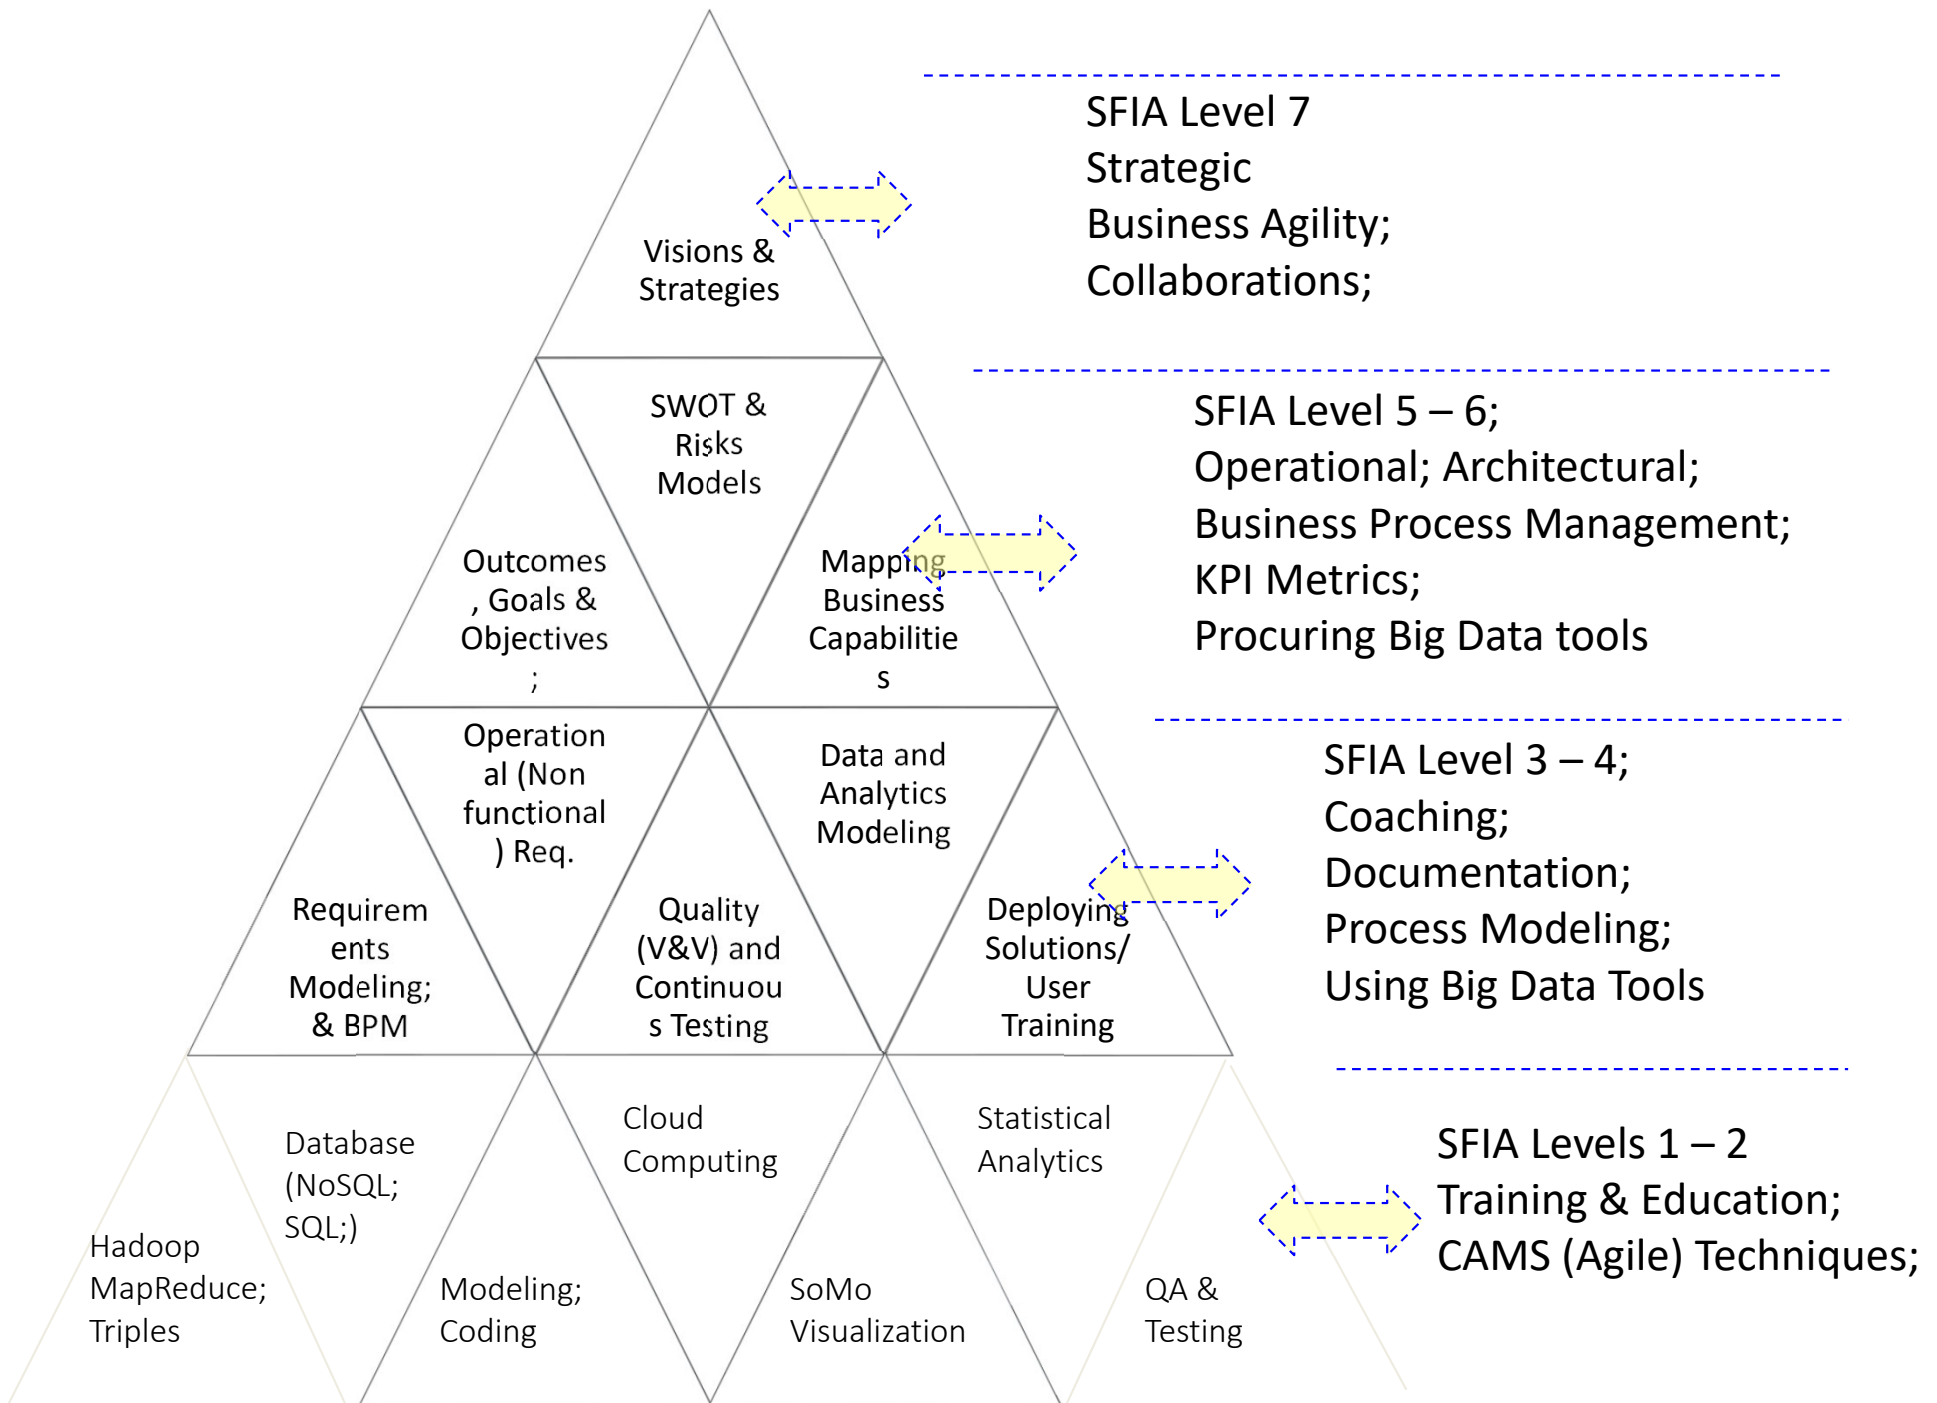 Visions &
Strategies
SFIA Level 7
Strategic
Business Agility;
Collaborations;
SWOT &
Risks
Models
Outcomes
, Goals &
Objectives
;
Mapping
Business
Capabilitie
s
SFIA Level 5 – 6;
Operational; Architectural;
Business Process Management;
KPI Metrics;
Procuring Big Data tools
Operation
al (Non
functional
) Req.
Data and
Analytics
Modeling
Requirem
ents
Modeling;
& BPM
Quality
(V&V) and
Continuou
s Testing
Deploying
Solutions/
User
Training
SFIA Level 3 – 4;
Coaching;
Documentation;
Process Modeling;
Using Big Data Tools
Hadoop
MapReduce;
Triples
Database
(NoSQL;
SQL;)
Modeling;
Coding
Cloud
Computing
SoMo
Visualization
Statistical
Analytics
QA &
Testing
SFIA Levels 1 – 2
Training & Education;
CAMS (Agile) Techniques;